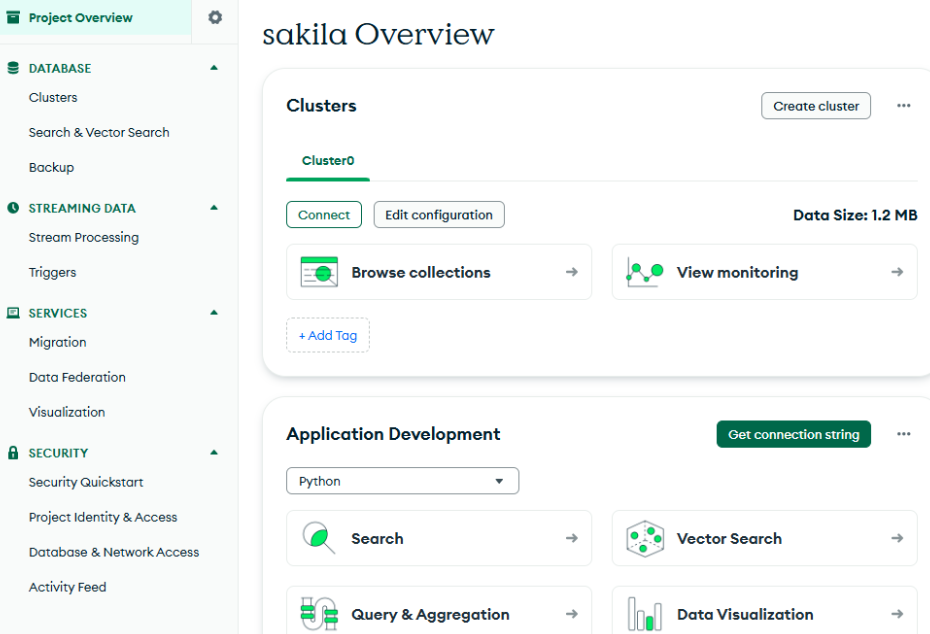 Project Overview
DATABASE
Clusters
Search & Vector Search
Backup
STREAMING DATA
Stream Processing
Triggers
SERVICES
Migration
Data Federation
Visualization
SECURITY
Security Quickstart
Project Identity & Access
Database & Network Access
Activity Feed
sakila Overview
Clusters
Create cluster
Cluster0
Connect
Edit configuration
Data Size: 1.2 MB
Browse collections
View monitoring
+ Add Tag
Application Development
Get connection string
Python
Search
Vector Search
Query & Aggregation
Data Visualization